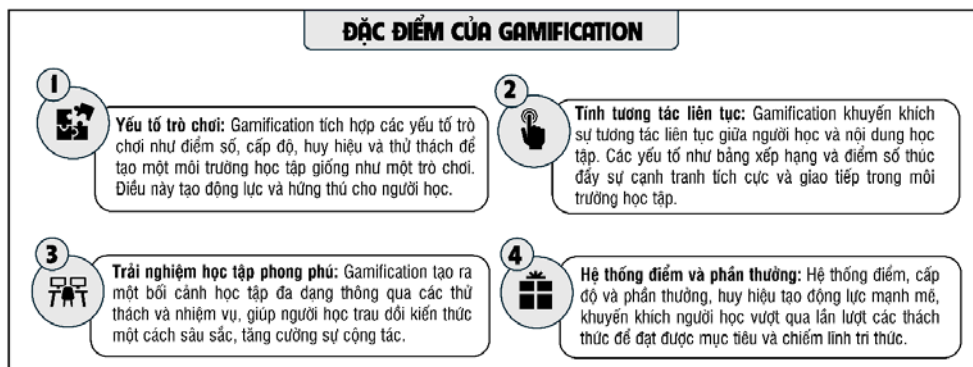 ĐẶC ĐIỂM CỦA GAMIFICATION
1
Yếu tố trò chơi: Gamification tích hợp các yếu tố trò
chơi như điểm số, cấp độ, huy hiệu và thử thách để
tạo một môi trường học tập giống như một trò chơi.
Điều này tạo động lực và hứng thú cho người học.
2
Tính tương tác liên tục: Gamification khuyến khích
sự tương tác liên tục giữa người học và nội dung học
tập. Các yếu tố như bảng xếp hạng và điểm số thúc
đẩy sự cạnh tranh tích cực và giao tiếp trong môi
trường học tập.
3
Trải nghiệm học tập phong phú: Gamification tạo ra
một bối cảnh học tập đa dạng thông qua các thử
thách và nhiệm vụ, giúp người học trau dồi kiến thức
một cách sâu sắc, tăng cường sự cộng tác.
4
Hệ thống điểm và phần thưởng: Hệ thống điểm, cấp
độ và phần thưởng, huy hiệu tạo động lực mạnh mẽ,
khuyến khích người học vượt qua lần lượt các thách
thức để đạt được mục tiêu và chiếm lĩnh tri thức.